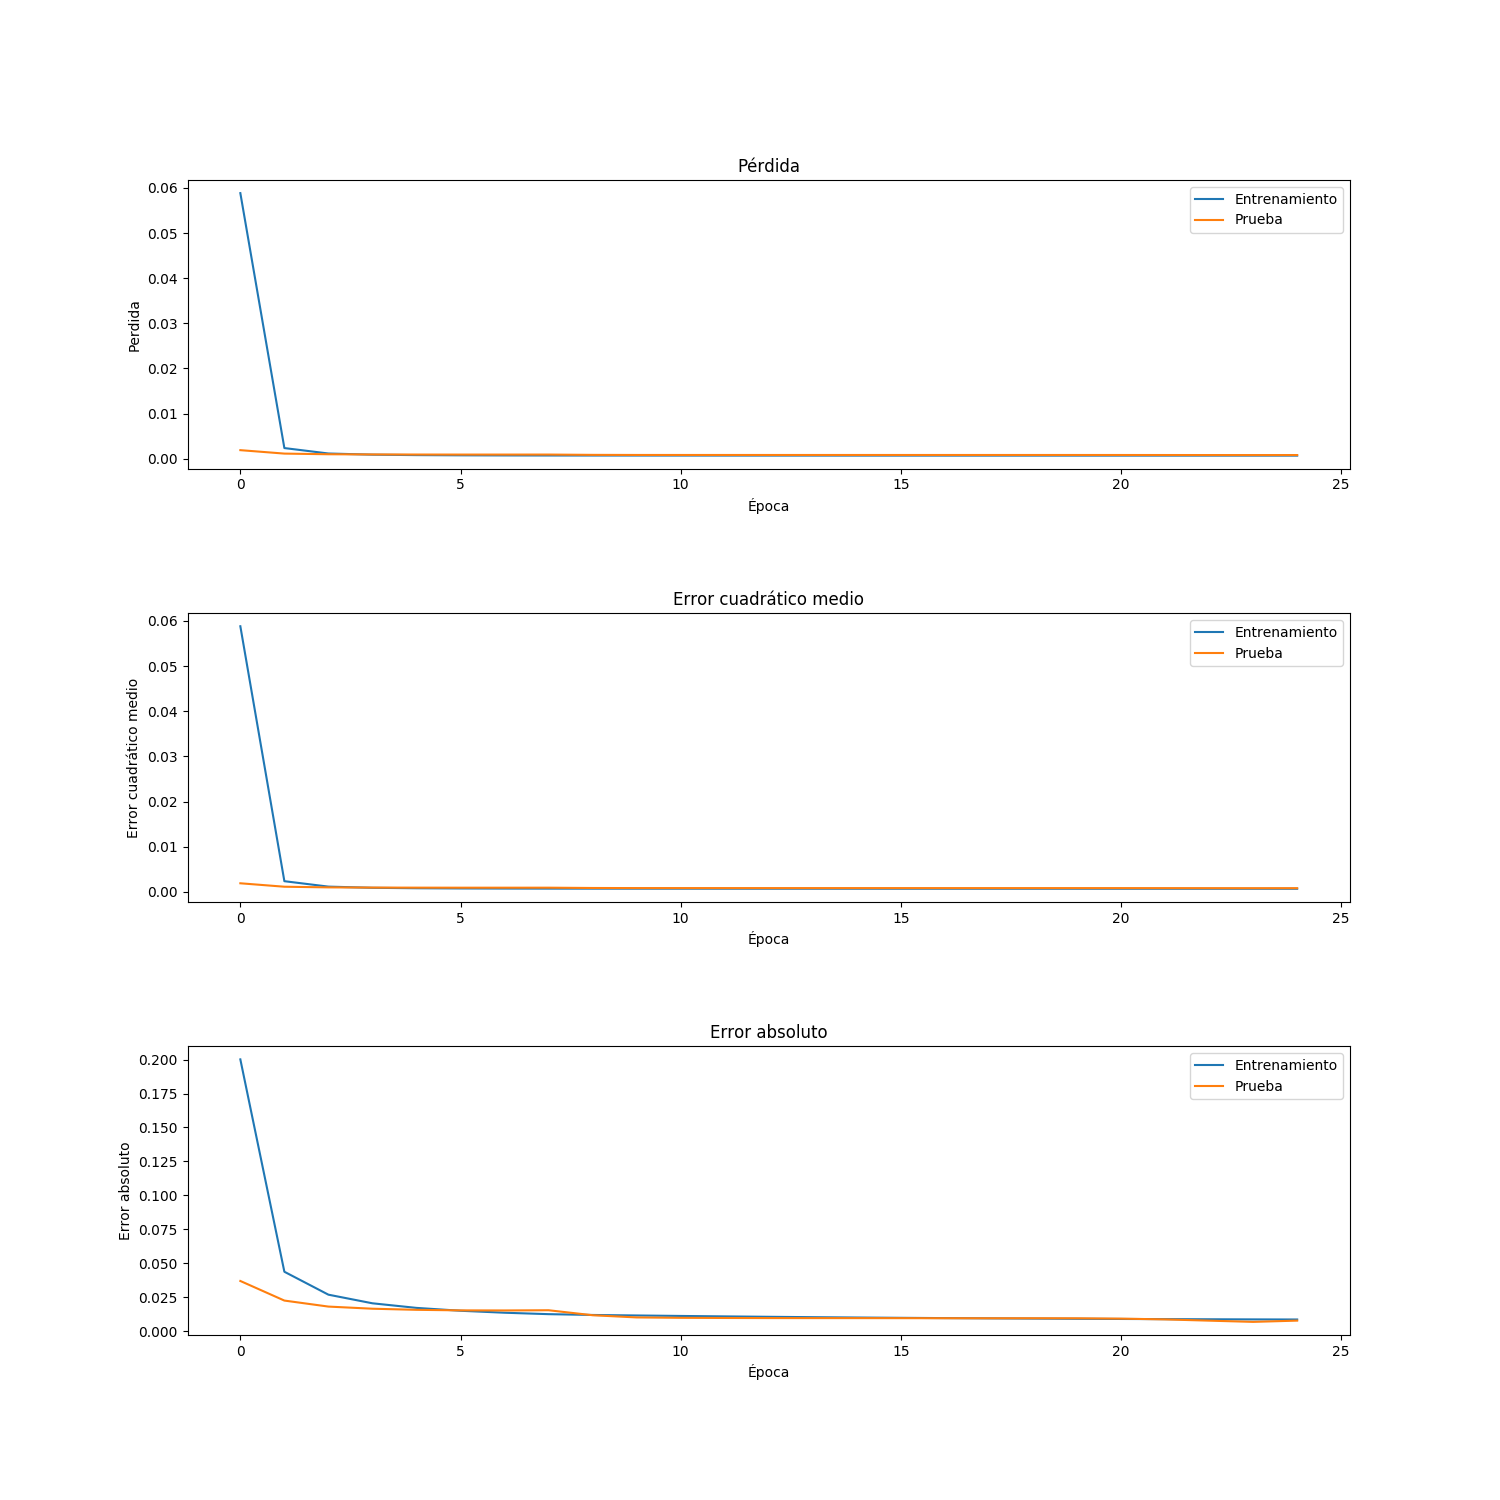 Pérdida
0.06
0.05
0.04
0.03
0.02
0.01
0.00
Perdida
Entrenamiento
Prueba
0 5 10 15 20 25
Época
Error cuadrático medio
0.06
0.05
0.04
0.03
0.02
0.01
0.00
Error cuadrático medio
Entrenamiento
Prueba
0 5 10 15 20 25
Época
Error absoluto
0.200
0.175
0.150
0.125
0.100
0.075
0.050
0.025
0.000
Error absoluto
Entrenamiento
Prueba
0 5 10 15 20 25
Época